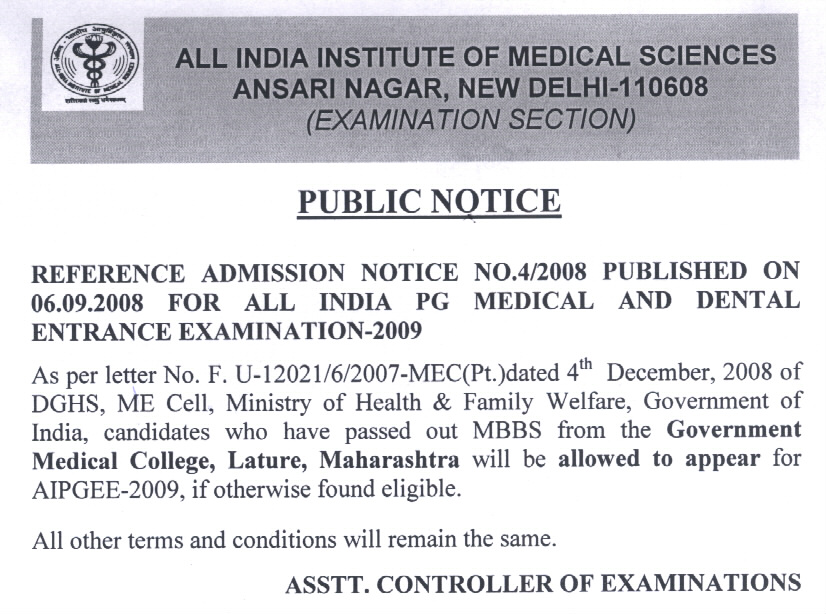 ALL INDIA INSTITUTE OF MEDICAL SCIENCES
ANSARI NAGAR, NEW DELHI-110608
(EXAMINATION SECTION)
PUBLIC NOTICE
REFERENCE ADMISSION NOTICE NO.4/2008 PUBLISHED ON
06.09.2008 FOR ALL INDIA PG MEDICAL AND DENTAL
ENTRANCE EXAMINATION-2009
As per letter No. F. U-12021/6/2007-MEC(Pt.)dated 4th December, 2008 of
DGHS, ME Cell, Ministry of Health & Family Welfare, Government of
India, candidates who have passed out MBBS from the Government
Medical College, Lature, Maharashtra will be allowed to appear for
AIPGEE-2009, if otherwise found eligible.
All other terms and conditions will remain the same.
ASSTT. CONTROLLER OF EXAMINATIONS